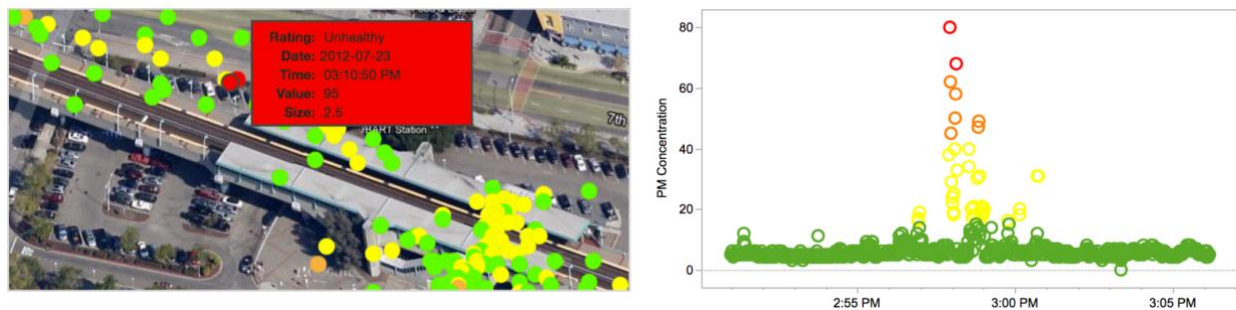 Rating: Unhealthy
Date: 2012-07-23
Time: 03:10:50 PM
Value: 95
Size: 2.5
/BART Station
7th
80
60
40
20
0
PM Concentration
2:55 PM
3:00 PM
3:05 PM